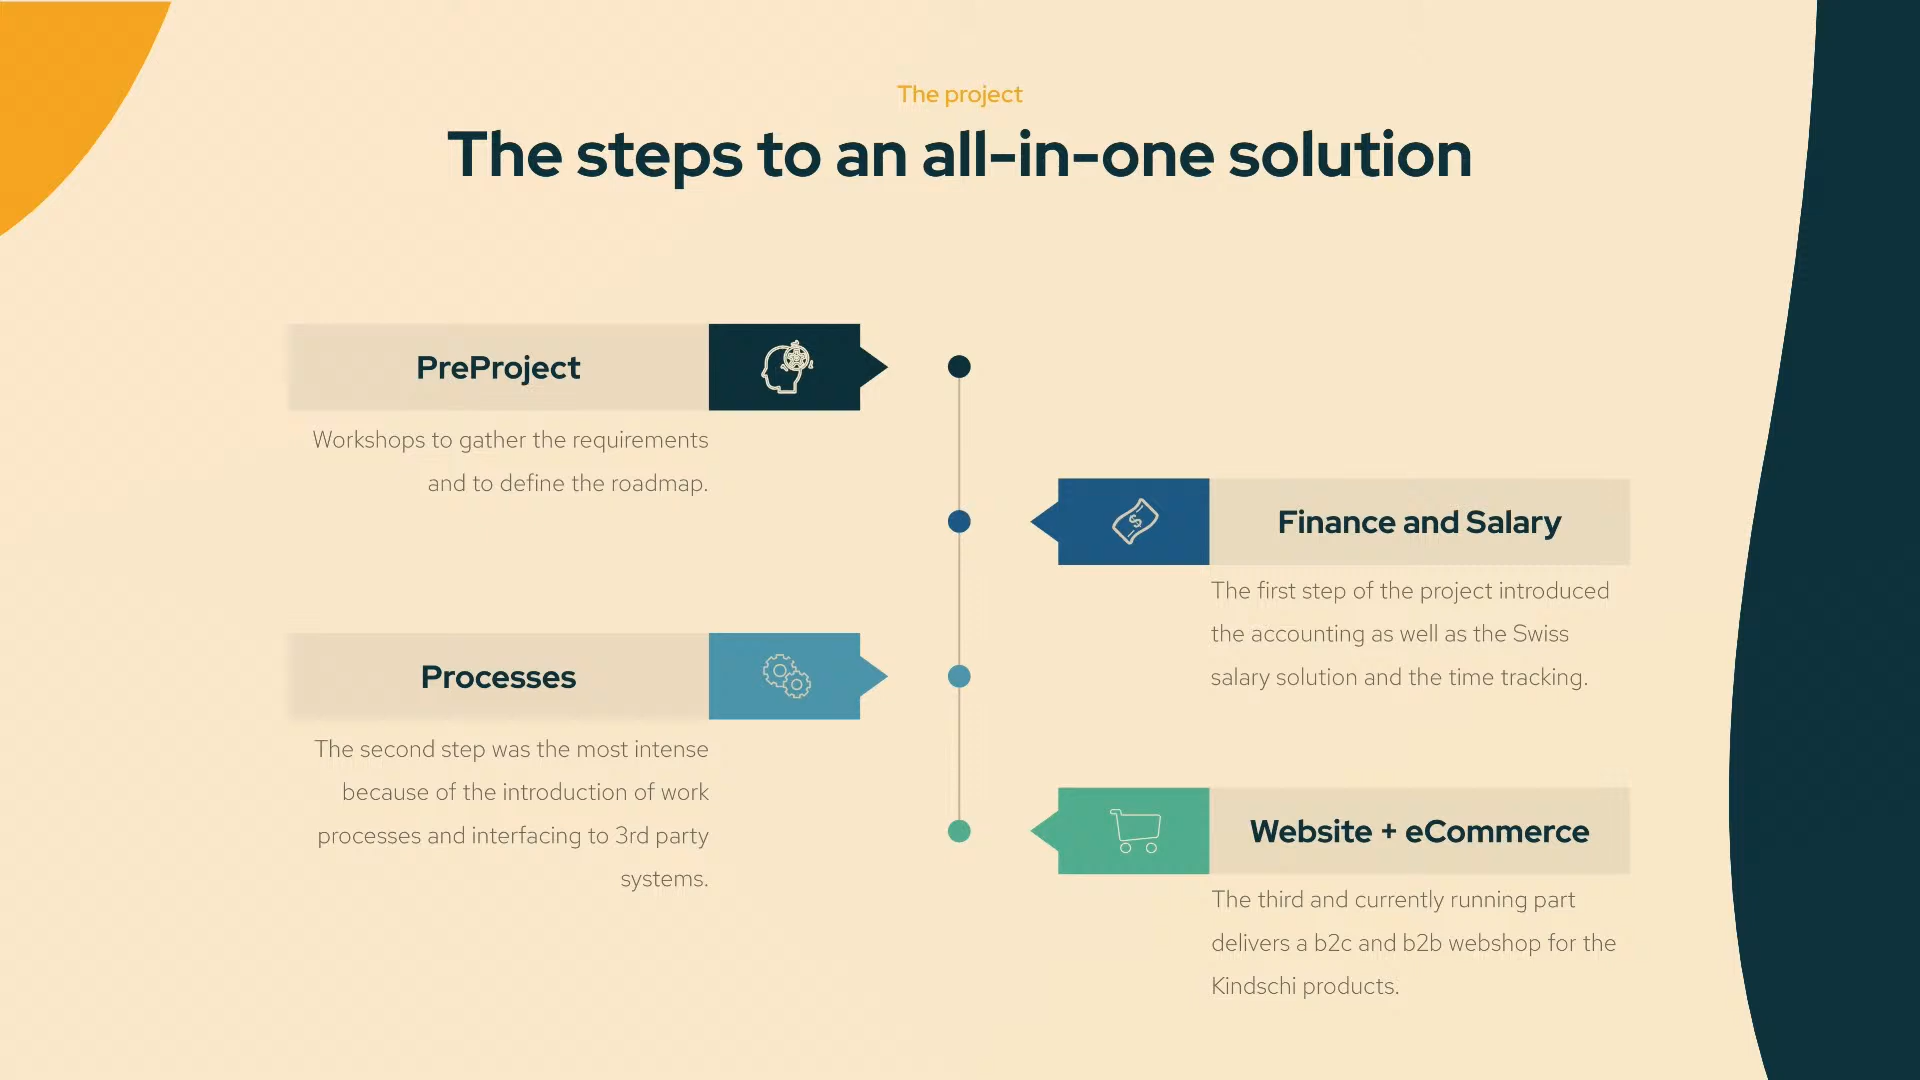 The project
The steps to an all-in-one solution
PreProject
Workshops to gather the requirements
and to define the roadmap.
Finance and Salary
The first step of the project introduced
the accounting as well as the Swiss
salary solution and the time tracking.
Processes
The second step was the most intense
because of the introduction of work
processes and interfacing to 3rd party
systems.
Website + eCommerce
The third and currently running part
delivers a b2c and b2b webshop for the
Kindschi products.